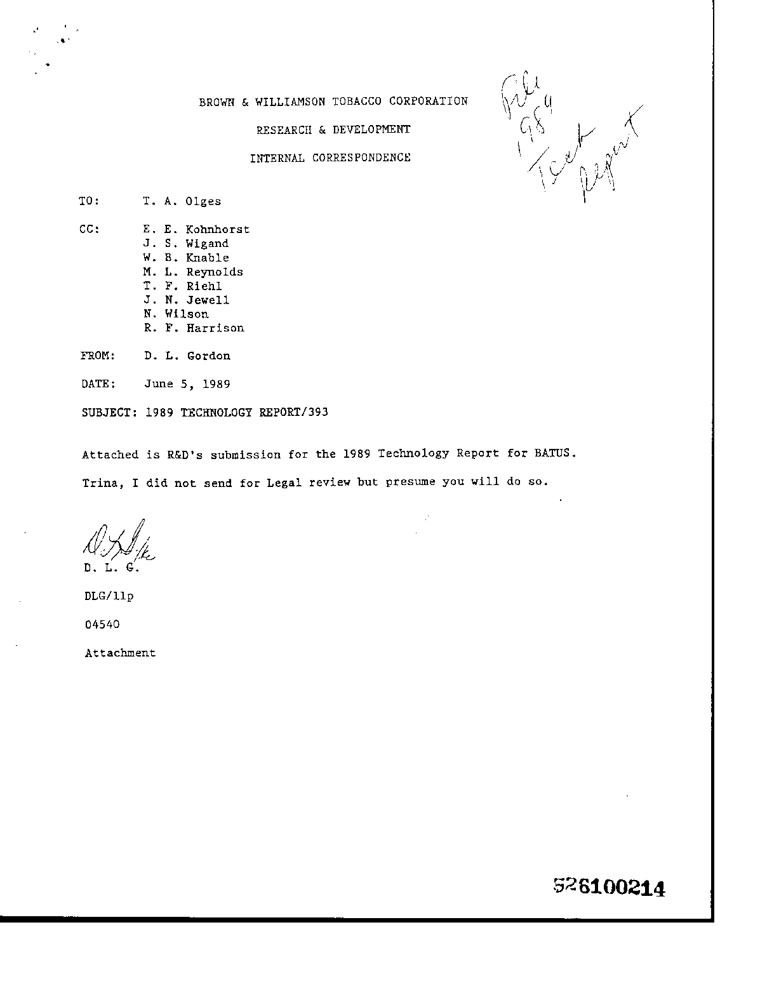 File
1989
Tech
Report
BROWN & WILLIAMSON TOBACCO CORPORATION
RESEARCH & DEVELOPMENT
INTERNAL CORRESPONDENCE
TO: T. A. Olges
CC: E. E. Kohnhorst
J. S. Wigand
W. B. Knable
M. L. Reynolds
T. F. Riehl
J. N. Jewell
N. Wilson
R. F. Harrison
FROM: D. L. Gordon
DATE: June 5, 1989
SUBJECT: 1989 TECHNOLOGY REPORT/393
Attached is R&D's submission for the 1989 Technology Report for BATUS.
Trina, I did not send for Legal review but presume you will do so.
D. L. G.
DLG/llp
04540
Attachment
526100214